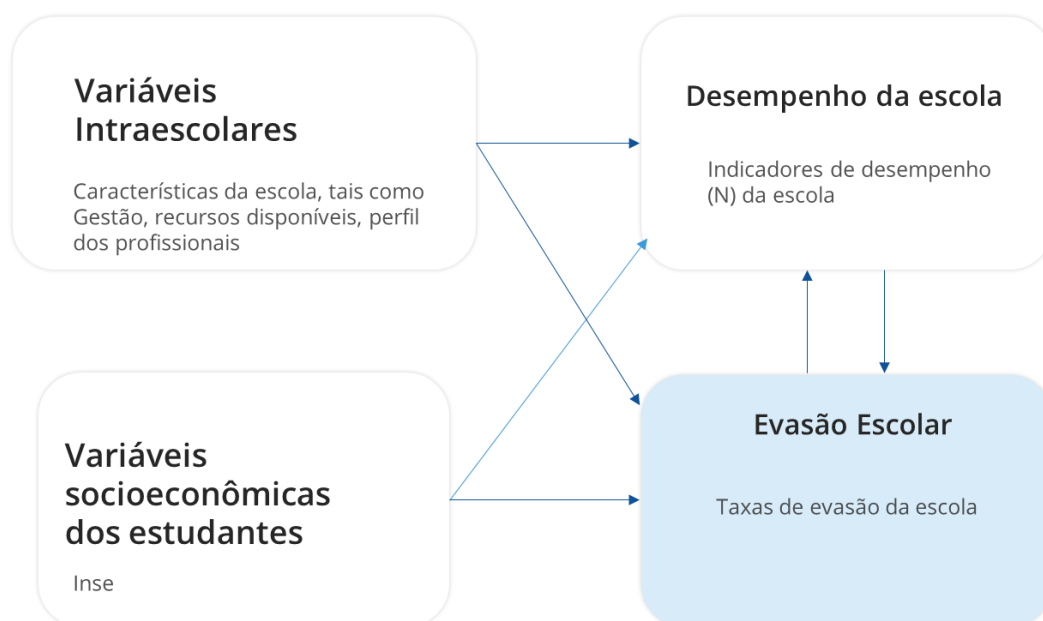 Variáveis
Intraescolares
Características da escola, tais como
Gestão, recursos disponíveis, perfil
dos profissionais
Desempenho da escola
Indicadores de desempenho
(N) da escola
Variáveis
socioeconômicas
dos estudantes
Inse
Evasão Escolar
Taxas de evasão da escola